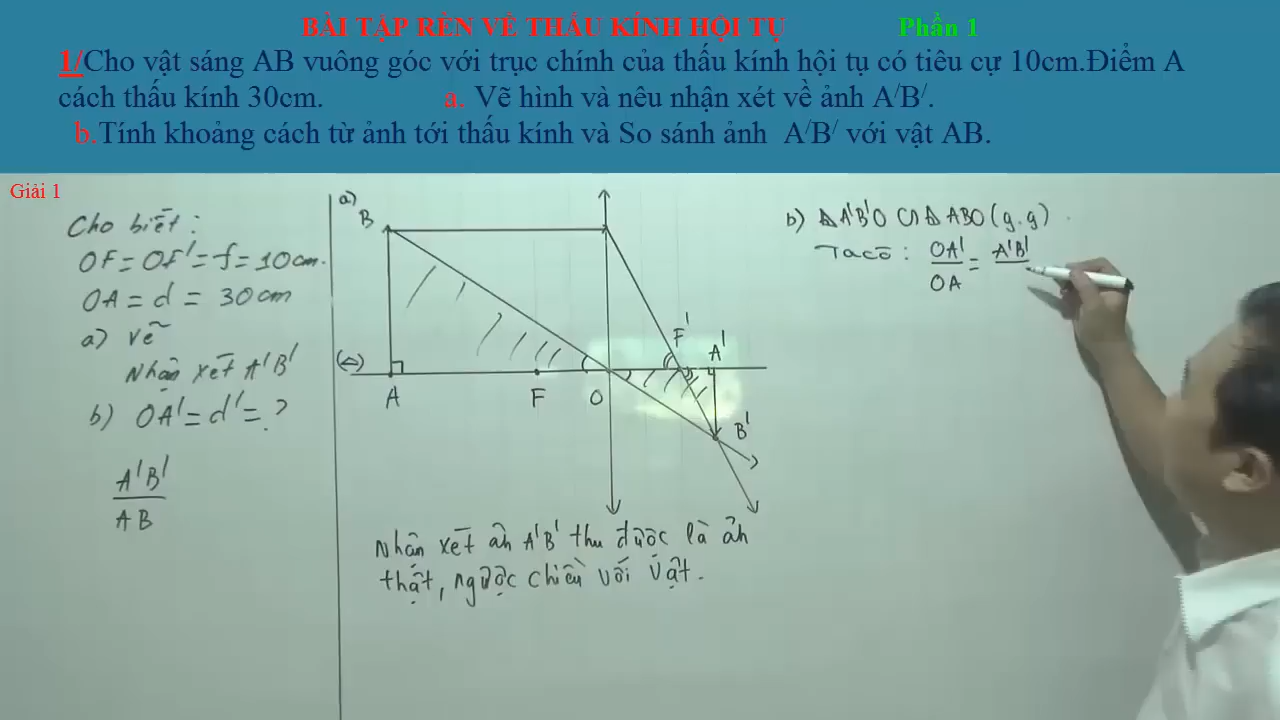 BÀI TẬP RÈN VỀ THẤU KÍNH HỘI TỤ Phần 1
1/Cho vật sáng AB vuông góc với trục chính của thấu kính hội tụ có tiêu cự 10cm.Điểm A
cách thấu kính 30cm. a. Vẽ hình và nêu nhận xét về ảnh A/B/.
b.Tính khoảng cách từ ảnh tới thấu kính và So sánh ảnh A/B/ với vật AB.
Giải 1
Cho biết:
OF = OF' = f = 10cm.
OA = d = 30cm
a) Vẽ
Nhận xét A'B'
b) OA' = d' = ?
A'B'
AB
a)
B
(Δ)
A
F
O
F'
A'
B'
Nhận xét ảh A'B' thu được là ảh
thật, ngược chiều với vật.
b) ΔA'B'O ∽ Δ ABO (g.g)
Ta có: OA' = A'B'
OA